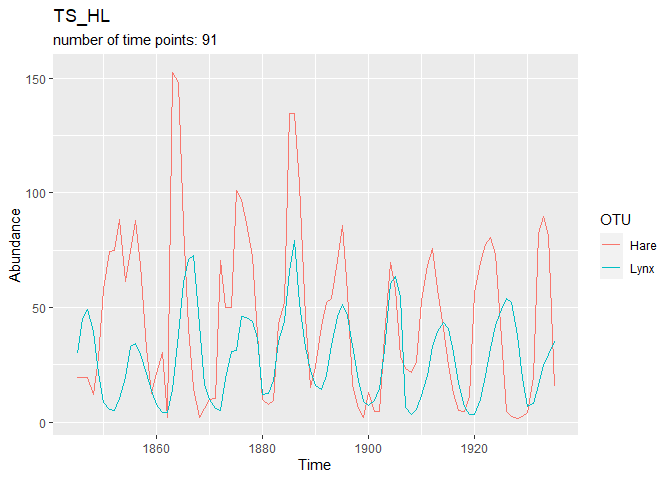 TS_HL
number of time points: 91
150
100
50
0
Abundance
1860
1880
1900
1920
Time
OTU
Hare
Lynx